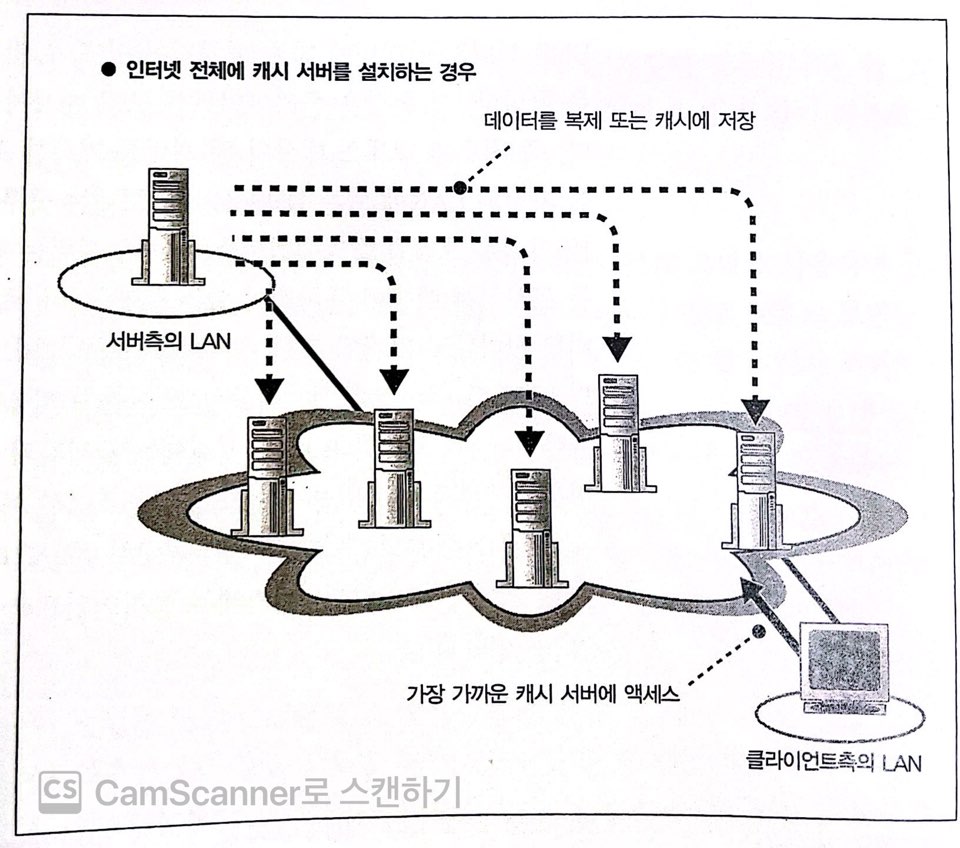 ● 인터넷 전체에 캐시 서버를 설치하는 경우
데이터를 복제 또는 캐시에 저장
서버측의 LAN
가장 가까운 캐시 서버에 액세스
클라이언트측의 LAN
CS CamScanner로 스캔하기